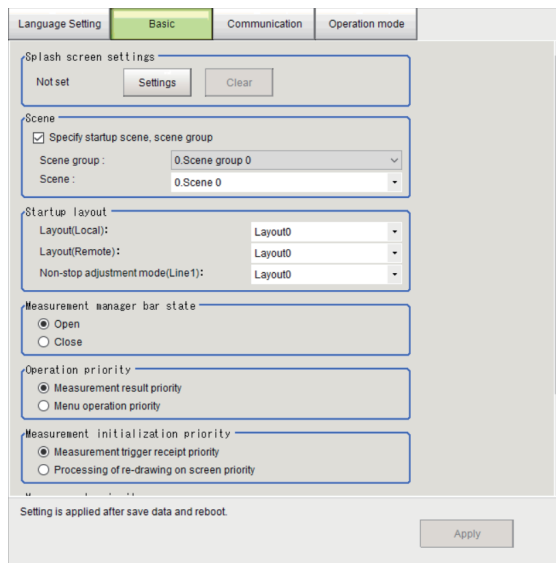 Language Setting Basic Communication Operation mode
Splash screen settings
Not set Settings Clear
Scene
Specify startup scene, scene group
Scene group : 0.Scene group 0
Scene : 0.Scene 0
Startup layout
Layout(Local): Layout0
Layout(Remote): Layout0
Non-stop adjustment mode(Line1): Layout0
Measurement manager bar state
Open
Close
Operation priority
Measurement result priority
Menu operation priority
Measurement initialization priority
Measurement trigger receipt priority
Processing of re-drawing on screen priority
Setting is applied after save data and reboot.
Apply